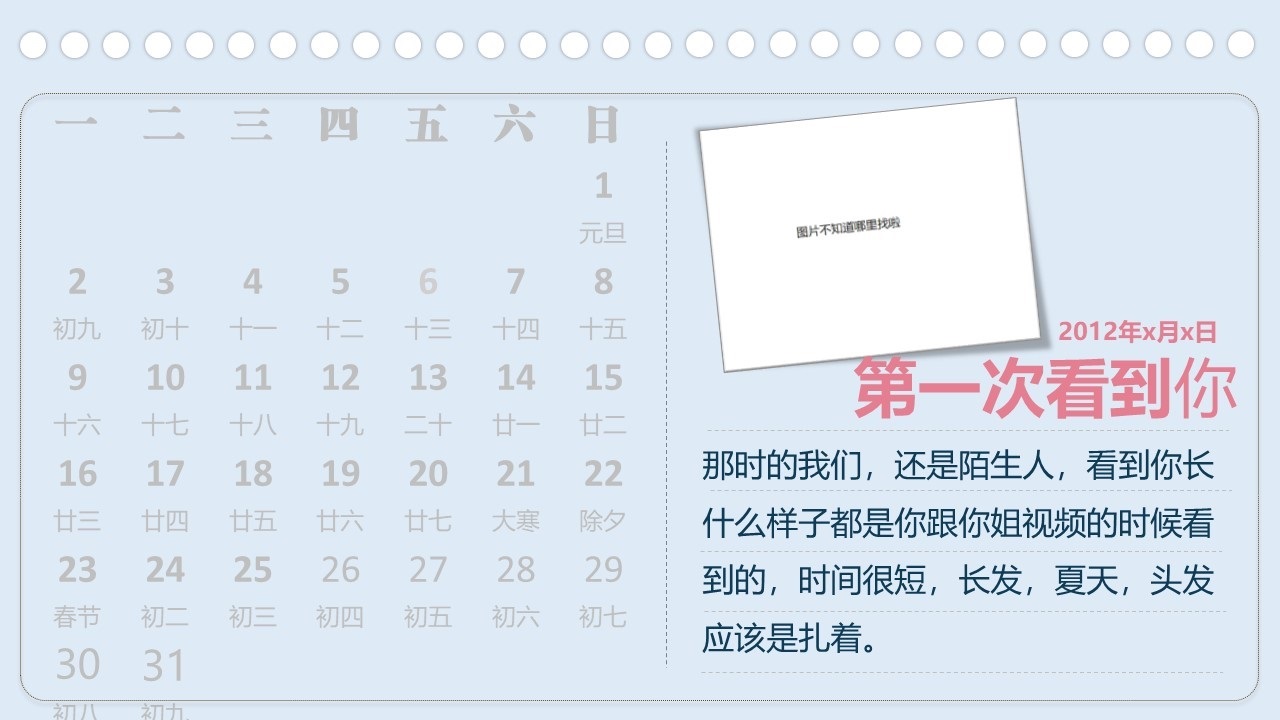 一 二 三 四 五 六 日
1
元旦
2 3 4 5 6 7 8
初九 初十 十一 十二 十三 十四 十五
9 10 11 12 13 14 15
十六 十七 十八 十九 二十 廿一 廿二
16 17 18 19 20 21 22
廿三 廿四 廿五 廿六 廿七 大寒 除夕
23 24 25 26 27 28 29
春节 初二 初三 初四 初五 初六 初七
30 31
初八 初九
图片不知道哪里找啦
2012年x月x日
第一次看到你
那时的我们，还是陌生人，看到你长
什么样子都是你跟你姐视频的时候看
到的，时间很短，长发，夏天，头发
应该是扎着。